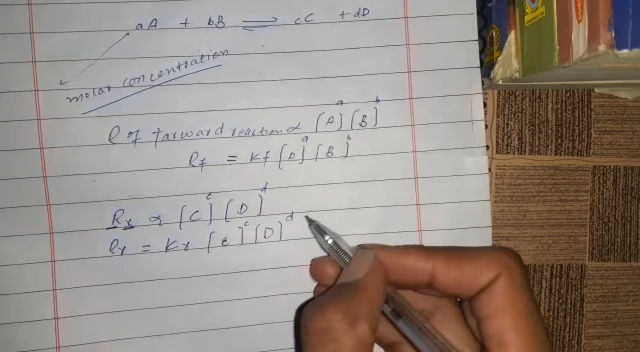 aA + bB ⇌ cC + dD
molar concentration
R of forward reaction ∝ [A]^a [B]^b
Rf = Kf [A]^a [B]^b
Rr ∝ [C]^c [D]^d
Rr = Kr [C]^c [D]^d